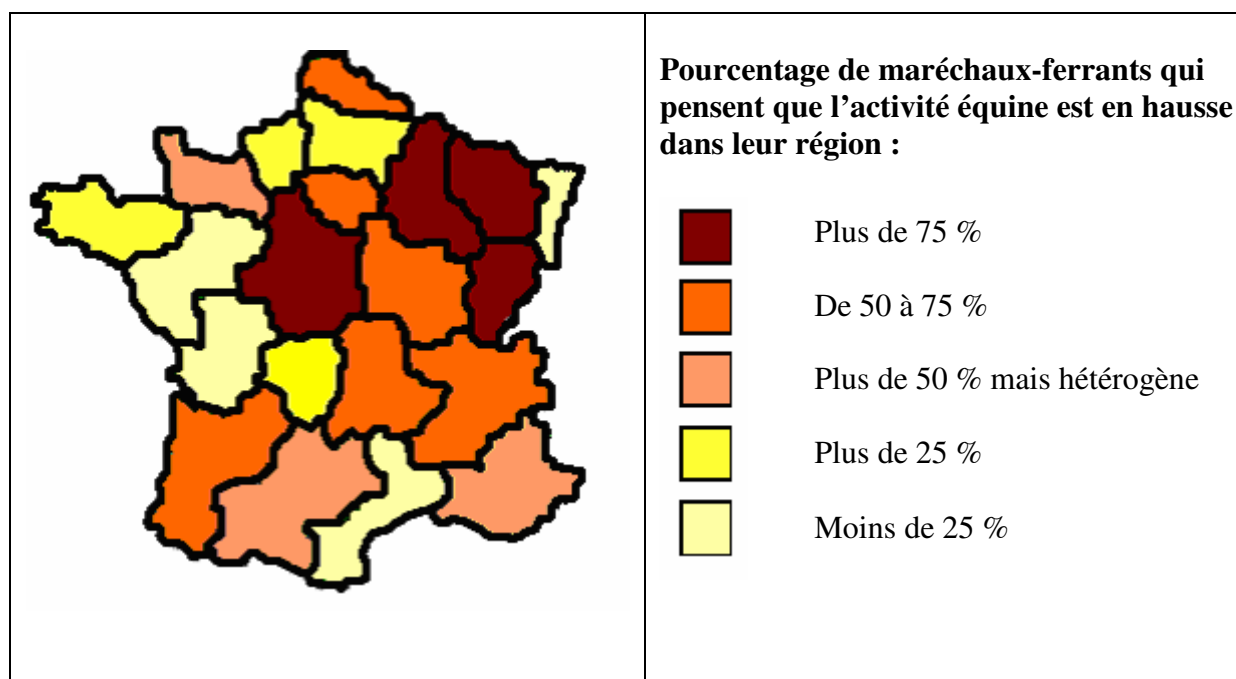 Pourcentage de maréchaux-ferrants qui
pensent que l’activité équine est en hausse
dans leur région :
Plus de 75 %
De 50 à 75 %
Plus de 50 % mais hétérogène
Plus de 25 %
Moins de 25 %